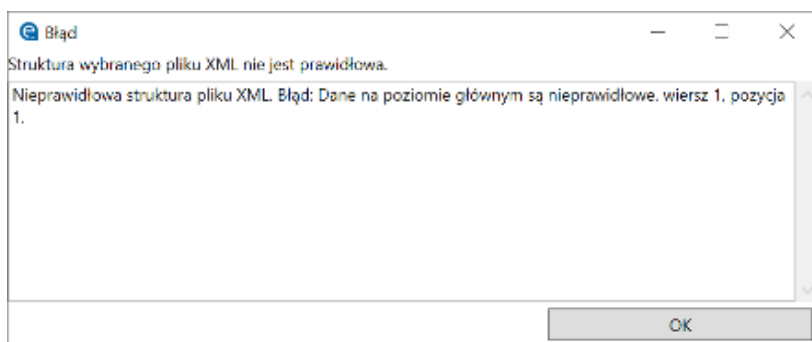 Błąd
Struktura wybranego pliku XML nie jest prawidłowa.
Nieprawidłowa struktura pliku XML. Błąd: Dane na poziomie głównym są nieprawidłowe. wiersz 1, pozycja
1.
OK